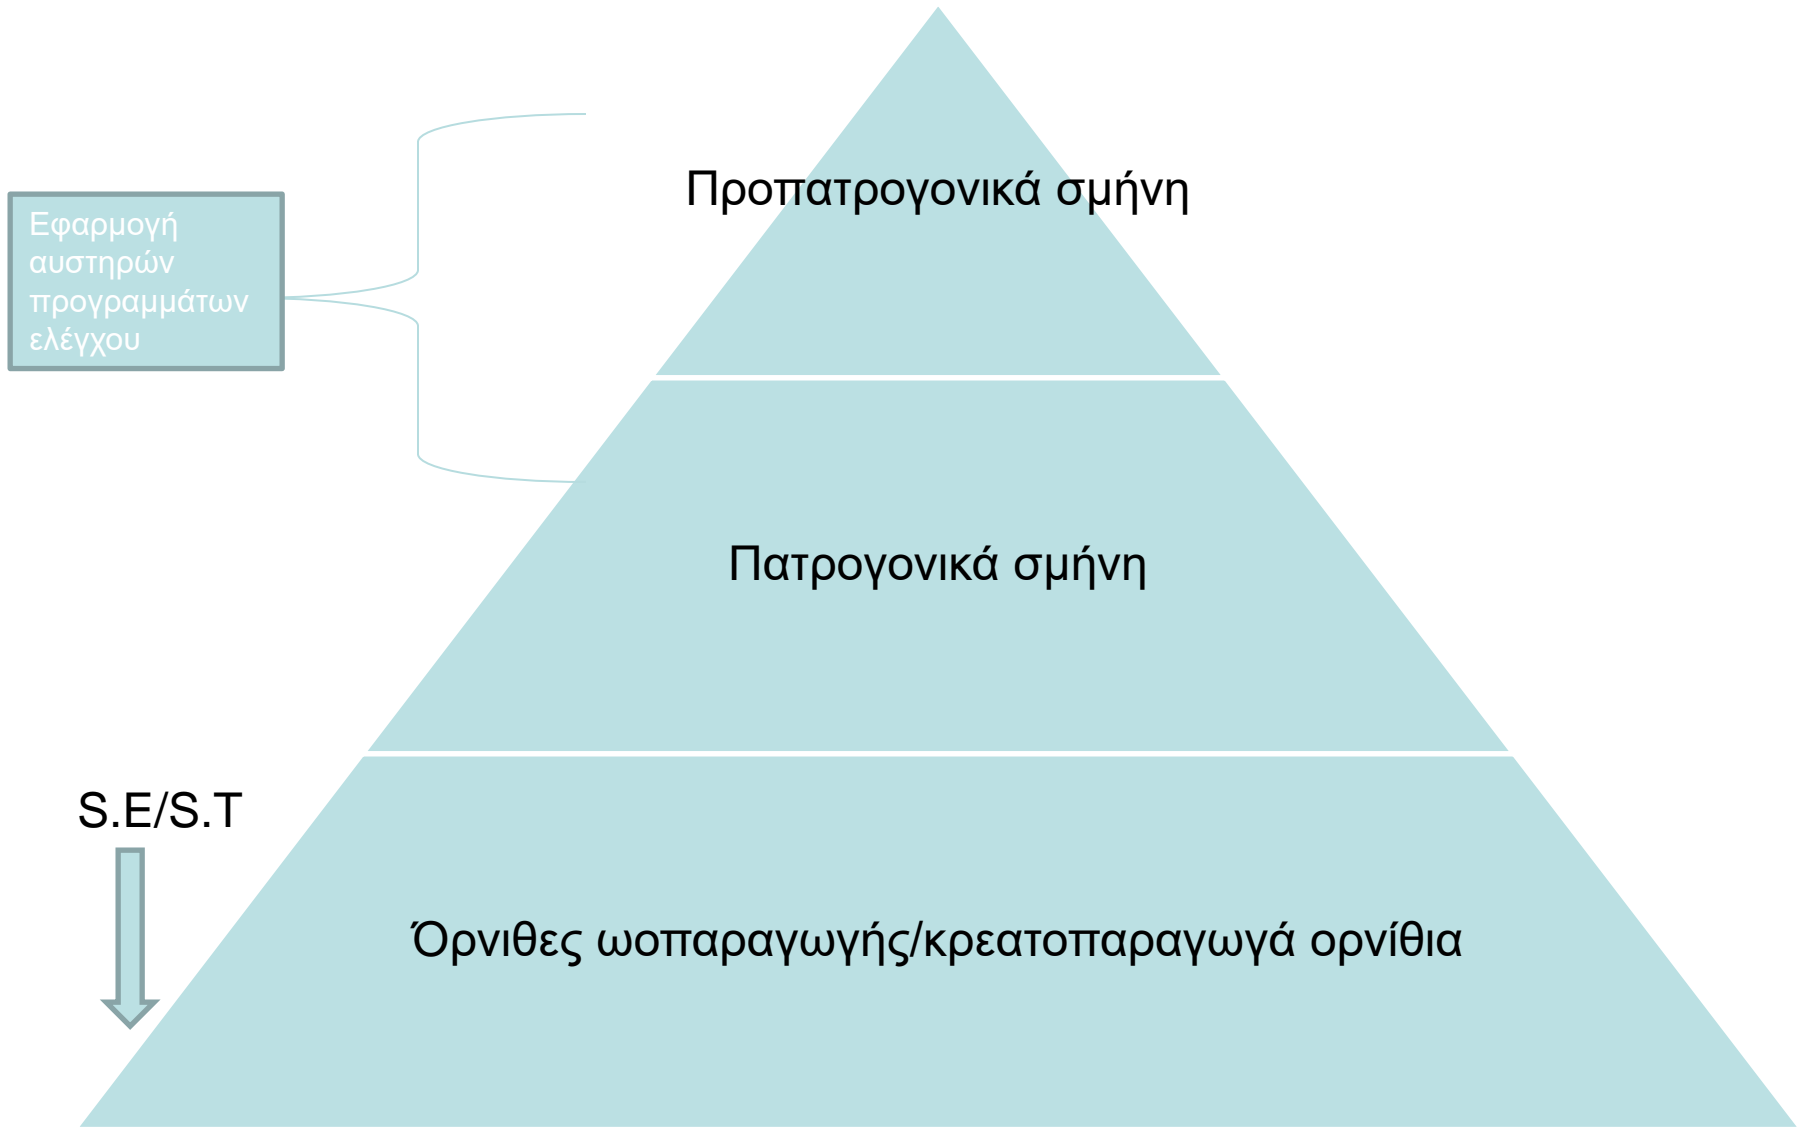 Προπατρογονικά σμήνη
Εφαρμογή
αυστηρών
προγραμμάτων
ελέγχου
Πατρογονικά σμήνη
S.E/S.T
Όρνιθες ωοπαραγωγής/κρεατοπαραγωγά ορνίθια